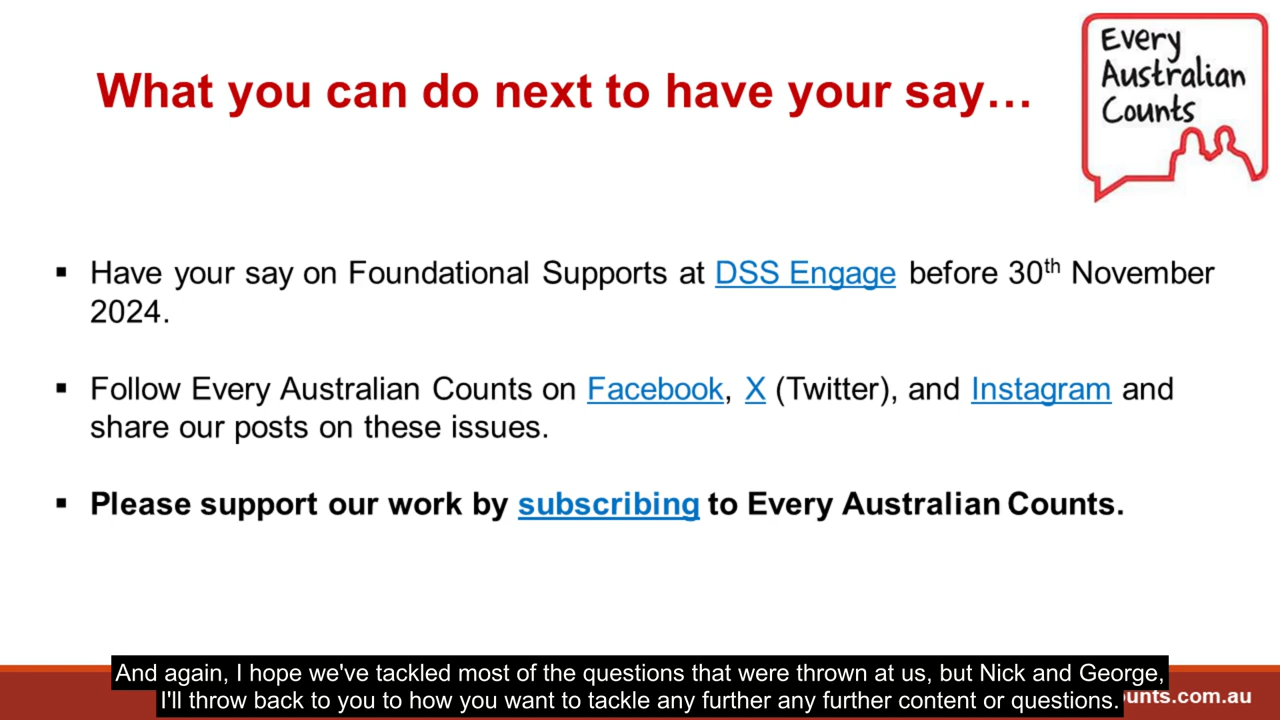 Every
Australian
Counts
What you can do next to have your say…
▪ Have your say on Foundational Supports at DSS Engage before 30th November
2024.
▪ Follow Every Australian Counts on Facebook, X (Twitter), and Instagram and
share our posts on these issues.
▪ Please support our work by subscribing to Every Australian Counts.
And again, I hope we've tackled most of the questions that were thrown at us, but Nick and George,
I'll throw back to you to how you want to tackle any further any further content or questions.
unts.com.au